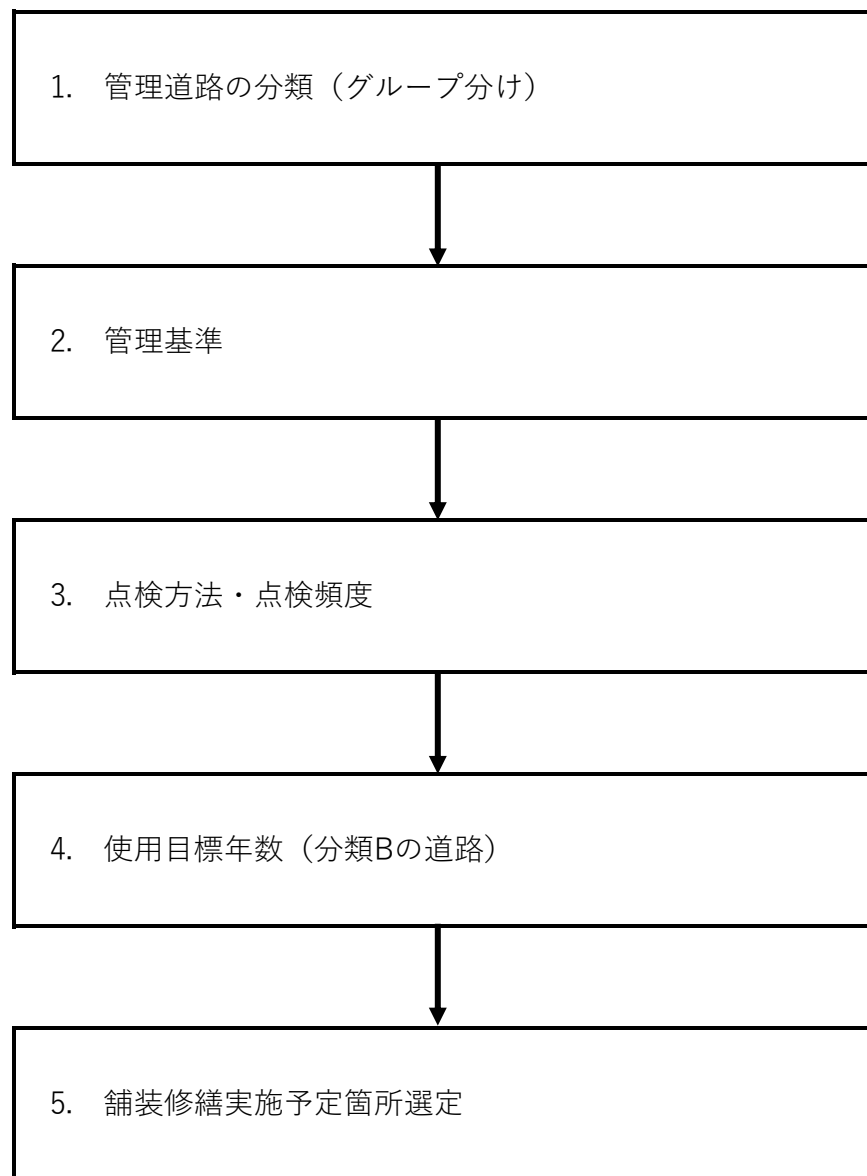 1. 管理道路の分類（グループ分け）
2. 管理基準
3. 点検方法・点検頻度
4. 使用目標年数（分類Bの道路）
5. 舗装修繕実施予定箇所選定